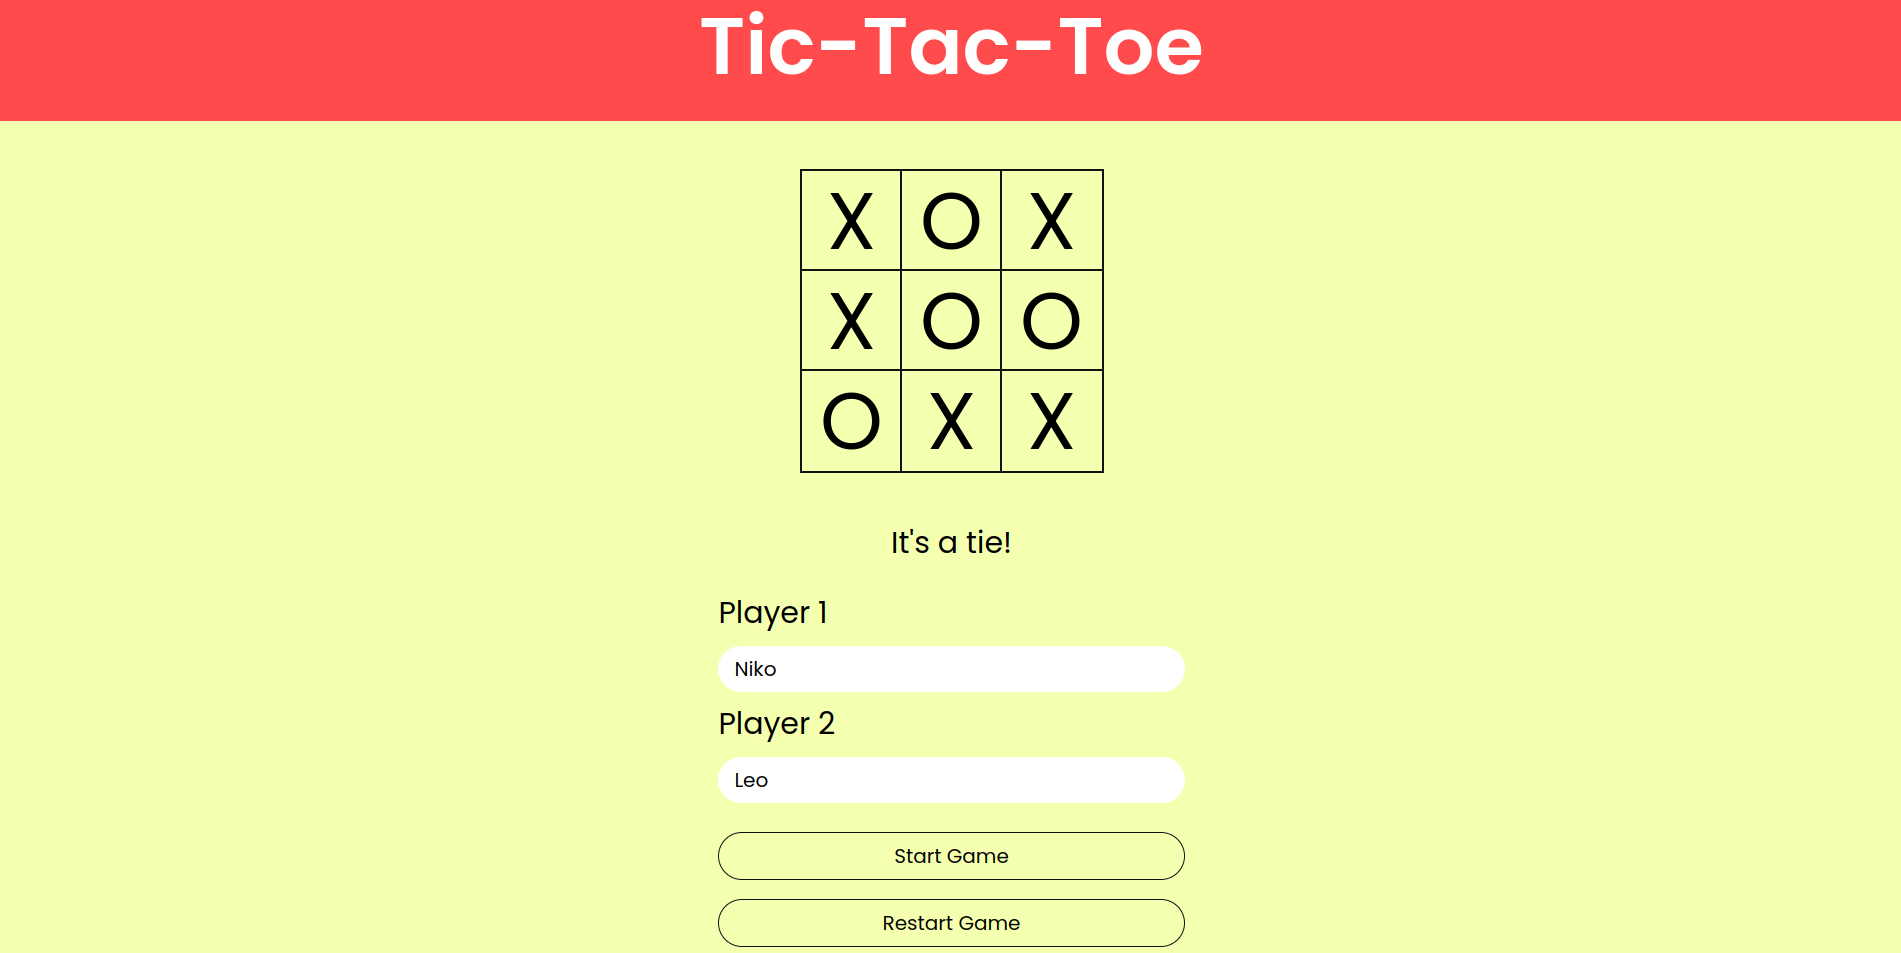 Tic-Tac-Toe
X O X
X O O
O X X
It's a tie!
Player 1
Niko
Player 2
Leo
Start Game
Restart Game